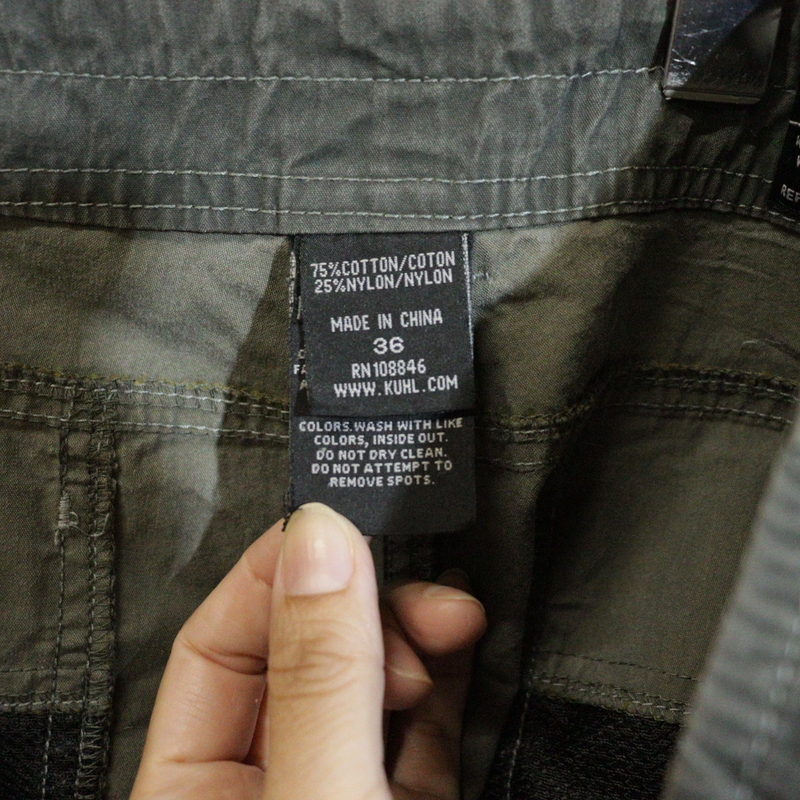 75%COTTON/COTON
25%NYLON/NYLON
MADE IN CHINA
36
RN108846
WWW.KUHL.COM
COLORS.WASH WITH LIKE
COLORS, INSIDE OUT.
DO NOT DRY CLEAN.
DO NOT ATTEMPT TO
REMOVE SPOTS.